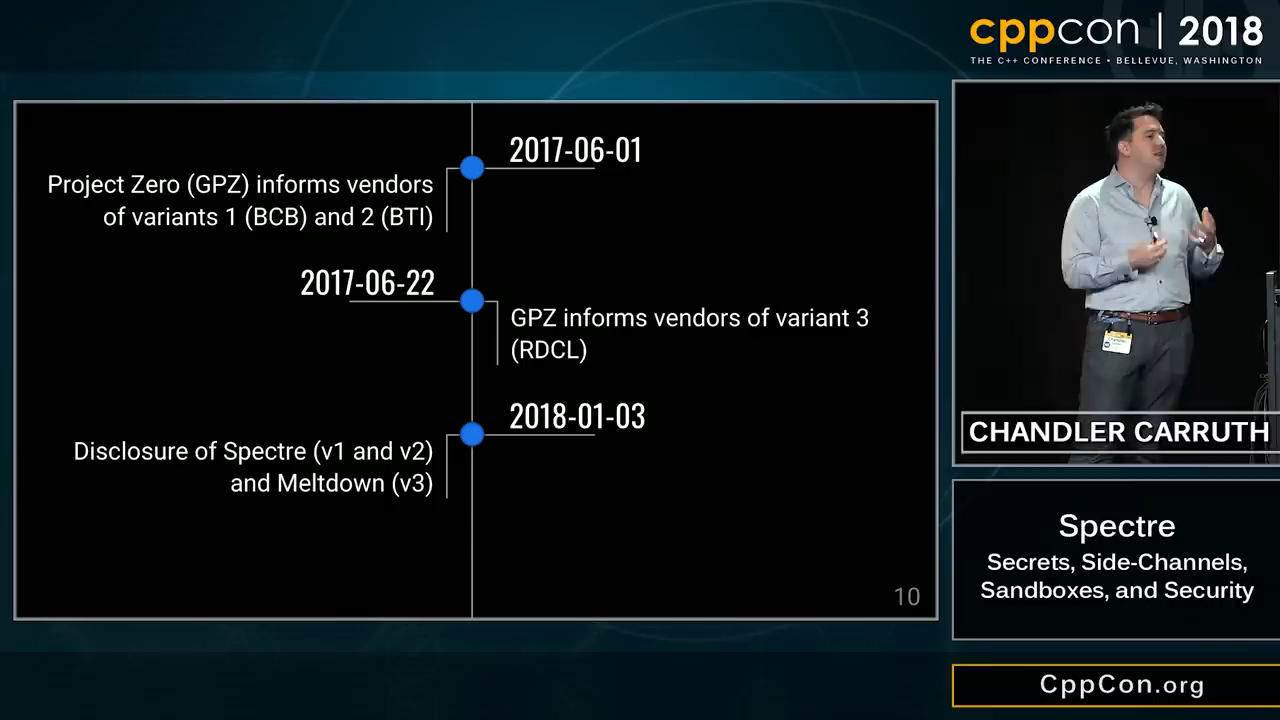 cppcon | 2018
THE C++ CONFERENCE • BELLEVUE, WASHINGTON
2017-06-01
Project Zero (GPZ) informs vendors
of variants 1 (BCB) and 2 (BTI)
2017-06-22
GPZ informs vendors of variant 3
(RDCL)
2018-01-03
Disclosure of Spectre (v1 and v2)
and Meltdown (v3)
10
CHANDLER CARRUTH
Spectre
Secrets, Side-Channels,
Sandboxes, and Security
CppCon.org